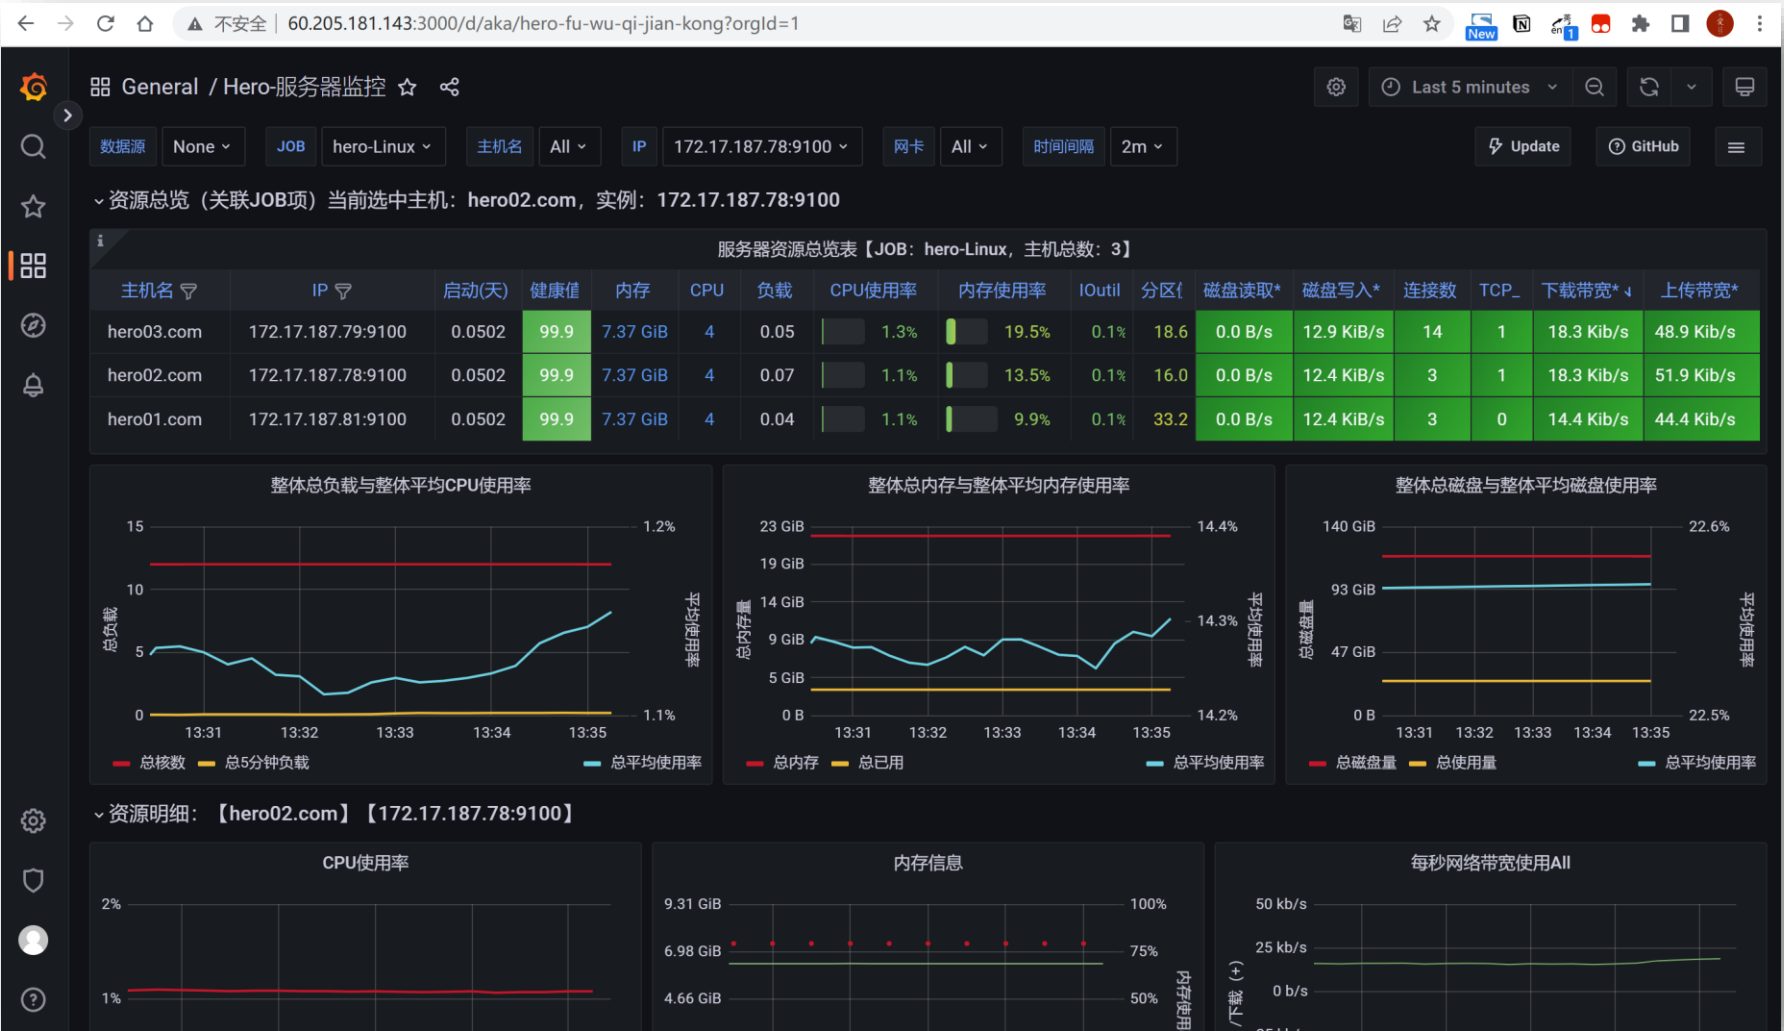 不安全 60.205.181.143:3000/d/aka/hero-fu-wu-qi-jian-kong?orgId=1
New en 英 1
General / Hero-服务器监控 Last 5 minutes
数据源 None JOB hero-Linux 主机名 All IP 172.17.187.78:9100 网卡 All 时间间隔 2m Update GitHub
资源总览（关联JOB项）当前选中主机：hero02.com，实例：172.17.187.78:9100
服务器资源总览表【JOB：hero-Linux，主机总数：3】
主机名 IP 启动(天) 健康值 内存 CPU 负载 CPU使用率 内存使用率 IOutil 分区 磁盘读取* 磁盘写入* 连接数 TCP_ 下载带宽* 上传带宽*
hero03.com 172.17.187.79:9100 0.0502 99.9 7.37 GiB 4 0.05 1.3% 19.5% 0.1% 18.6 0.0 B/s 12.9 KiB/s 14 1 18.3 Kib/s 48.9 Kib/s
hero02.com 172.17.187.78:9100 0.0502 99.9 7.37 GiB 4 0.07 1.1% 13.5% 0.1% 16.0 0.0 B/s 12.4 KiB/s 3 1 18.3 Kib/s 51.9 Kib/s
hero01.com 172.17.187.81:9100 0.0502 99.9 7.37 GiB 4 0.04 1.1% 9.9% 0.1% 33.2 0.0 B/s 12.4 KiB/s 3 0 14.4 Kib/s 44.4 Kib/s
整体总负载与整体平均CPU使用率
15 1.2%
10
5
0 1.1%
总负载
平均使用率
13:31 13:32 13:33 13:34 13:35
总核数 总5分钟负载 总平均使用率
整体总内存与整体平均内存使用率
23 GiB 14.4%
19 GiB
14 GiB
9 GiB 14.3%
5 GiB
0 B 14.2%
总内存量
平均使用率
13:31 13:32 13:33 13:34 13:35
总内存 总已用 总平均使用率
整体总磁盘与整体平均磁盘使用率
140 GiB 22.6%
93 GiB
47 GiB
0 B 22.5%
总磁盘量
平均使用率
13:31 13:32 13:33 13:34 13:35
总磁盘量 总使用量 总平均使用率
资源明细：【hero02.com】【172.17.187.78:9100】
CPU使用率
2%
1%
内存信息
9.31 GiB 100%
6.98 GiB 75%
4.66 GiB 50%
内存使用
每秒网络带宽使用All
50 kb/s
25 kb/s
0 b/s
/下载（+）